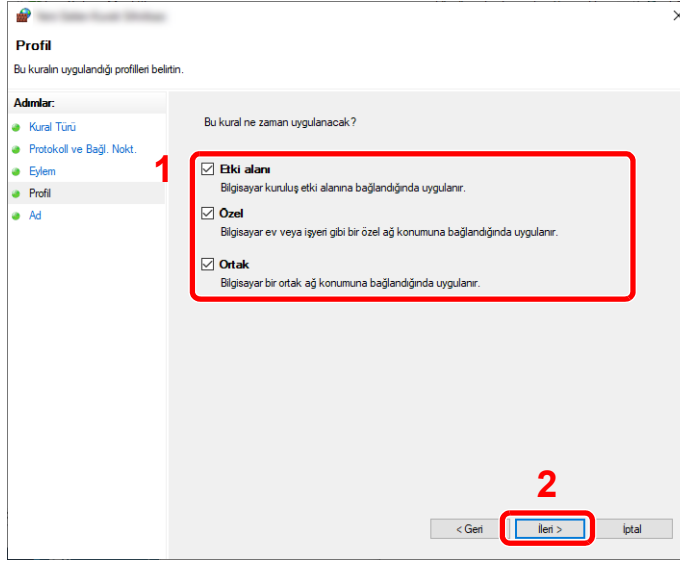 Profil
Bu kuralın uygulandığı profilleri belirtin.
Adımlar:
Kural Türü
Protokoll ve Bağl. Nokt.
Eylem
Profil
Ad
Bu kural ne zaman uygulanacak?
1
Etki alanı
Bilgisayar kuruluş etki alanına bağlandığında uygulanır.
Özel
Bilgisayar ev veya işyeri gibi bir özel ağ konumuna bağlandığında uygulanır.
Ortak
Bilgisayar bir ortak ağ konumuna bağlandığında uygulanır.
2
< Geri İleri > İptal